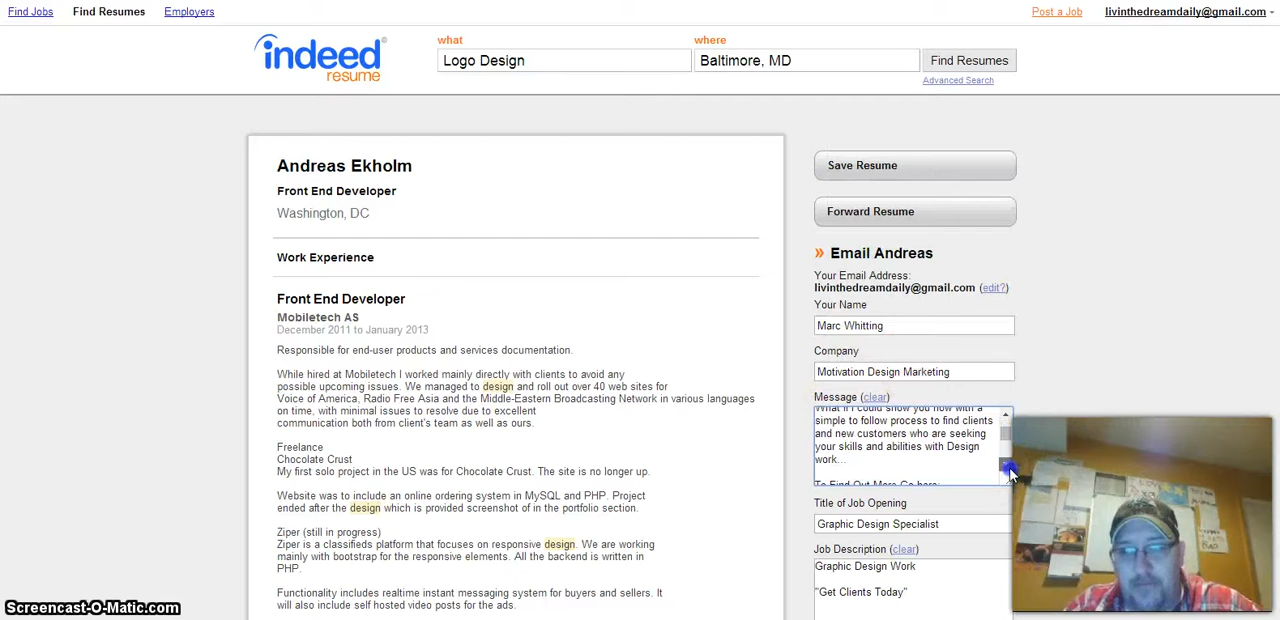 Find Jobs Find Resumes Employers
Post a Job livinthedreamdaily@gmail.com
indeed
resume
what
where
Logo Design
Baltimore, MD
Find Resumes
Advanced Search
Andreas Ekholm
Front End Developer
Washington, DC
Work Experience
Front End Developer
Mobiletech AS
December 2011 to January 2013
Responsible for end-user products and services documentation.
While hired at Mobiletech I worked mainly directly with clients to avoid any
possible upcoming issues. We managed to design and roll out over 40 web sites for
Voice of America, Radio Free Asia and the Middle-Eastern Broadcasting Network in various languages
on time, with minimal issues to resolve due to excellent
communication both from client's team as well as ours.
Freelance
Chocolate Crust
My first solo project in the US was for Chocolate Crust. The site is no longer up.
Website was to include an online ordering system in MySQL and PHP. Project
ended after the design which is provided screenshot of in the portfolio section.
Ziper (still in progress)
Ziper is a classifieds platform that focuses on responsive design. We are working
mainly with bootstrap for the responsive elements. All the backend is written in
PHP.
Functionality includes realtime instant messaging system for buyers and sellers. It
will also include self hosted video posts for the ads.
Save Resume
Forward Resume
» Email Andreas
Your Email Address:
livinthedreamdaily@gmail.com (edit?)
Your Name
Marc Whitting
Company
Motivation Design Marketing
Message (clear)
What if I could show you how with a
simple to follow process to find clients
and new customers who are seeking
your skills and abilities with Design
work...
To Find Out More Go here:
Title of Job Opening
Graphic Design Specialist
Job Description (clear)
Graphic Design Work
"Get Clients Today"
Screencast-O-Matic.com